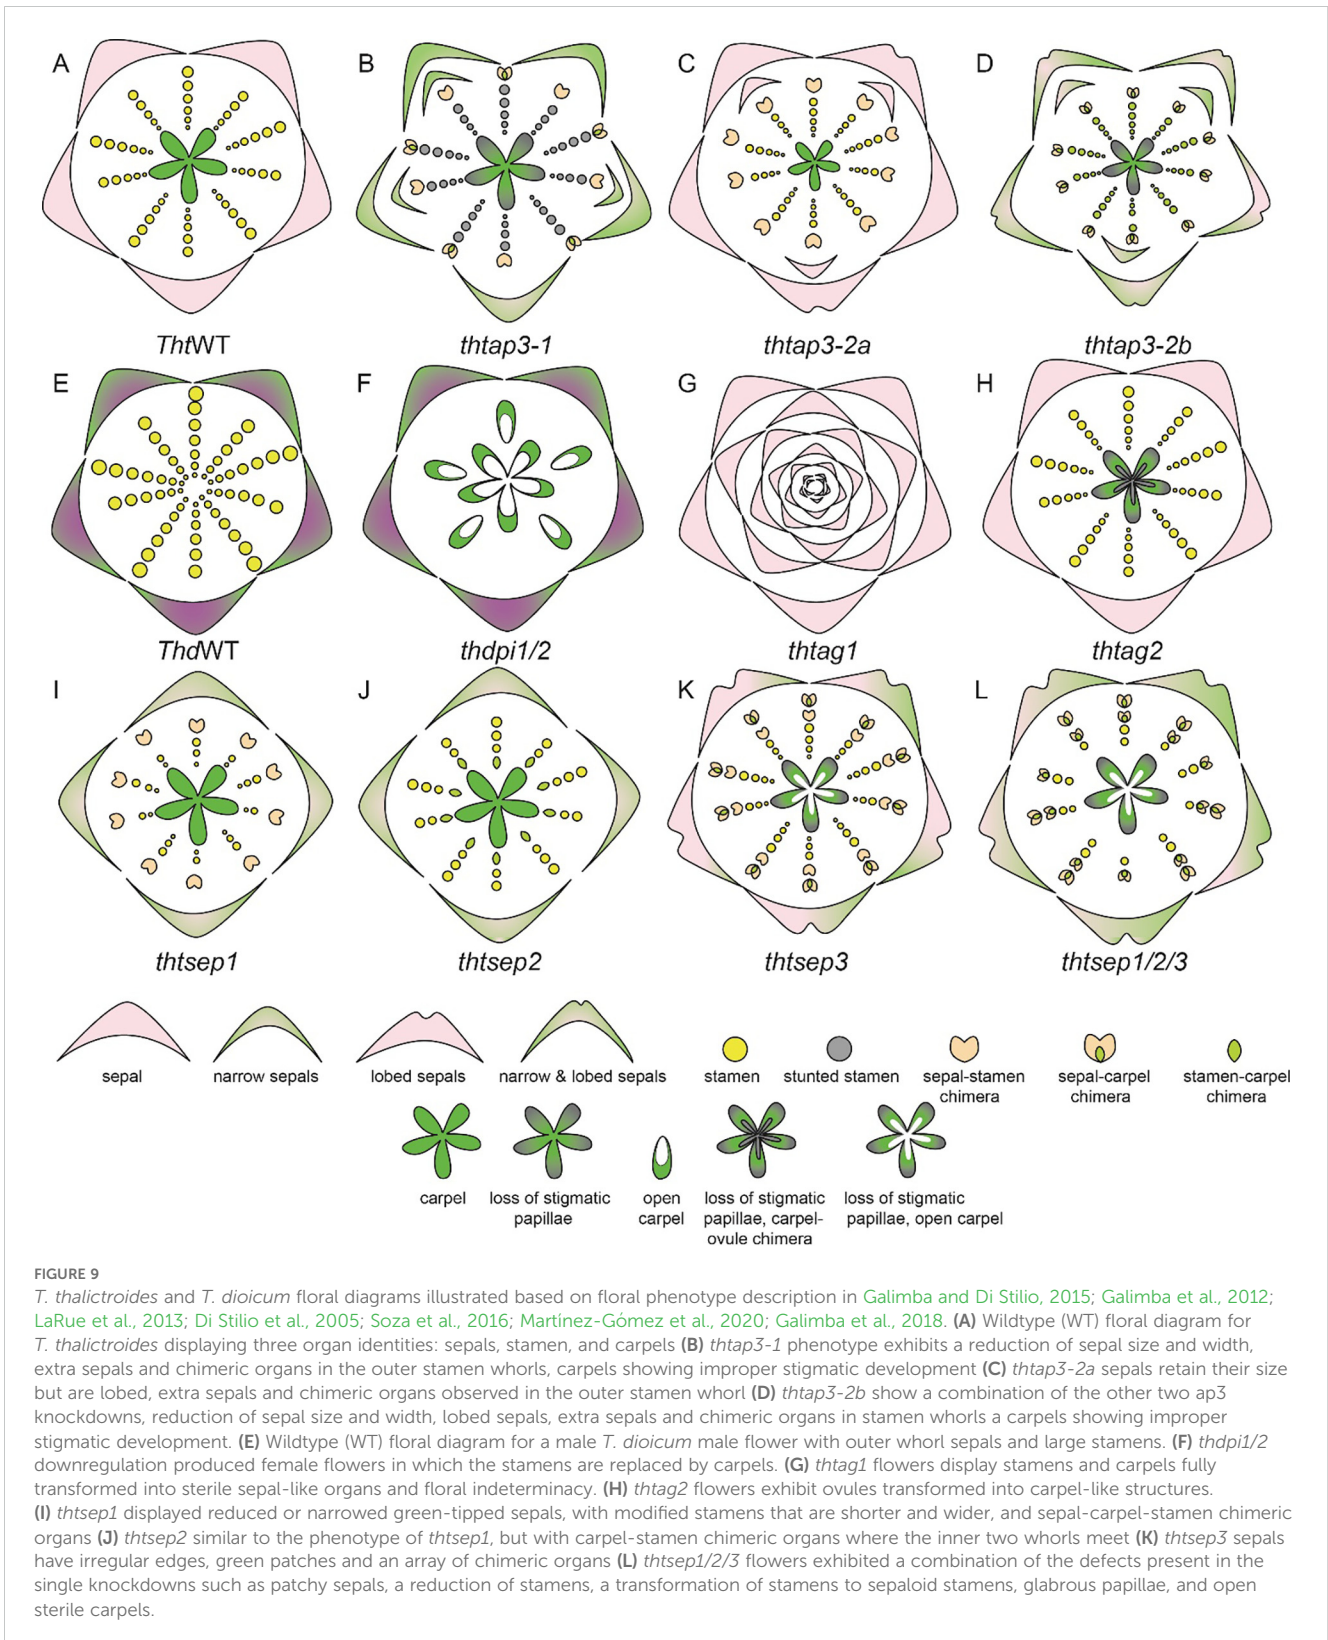 A
B
C
D
ThtWT
thtap3-1
thtap3-2a
thtap3-2b
E
F
G
H
ThdWT
thdpi1/2
thtag1
thtag2
I
J
K
L
thtsep1
thtsep2
thtsep3
thtsep1/2/3
sepal
narrow sepals
lobed sepals
narrow & lobed sepals
stamen
stunted stamen
sepal-stamen
chimera
sepal-carpel
chimera
stamen-carpel
chimera
carpel
loss of stigmatic
papillae
open
carpel
loss of stigmatic
papillae, carpel-
ovule chimera
loss of stigmatic
papillae, open carpel
FIGURE 9
T. thalictroides and T. dioicum floral diagrams illustrated based on floral phenotype description in Galimba and Di Stilio, 2015; Galimba et al., 2012;
LaRue et al., 2013; Di Stilio et al., 2005; Soza et al., 2016; Martínez-Gómez et al., 2020; Galimba et al., 2018. (A) Wildtype (WT) floral diagram for
T. thalictroides displaying three organ identities: sepals, stamen, and carpels (B) thtap3-1 phenotype exhibits a reduction of sepal size and width,
extra sepals and chimeric organs in the outer stamen whorls, carpels showing improper stigmatic development (C) thtap3-2a sepals retain their size
but are lobed, extra sepals and chimeric organs observed in the outer stamen whorl (D) thtap3-2b show a combination of the other two ap3
knockdowns, reduction of sepal size and width, lobed sepals, extra sepals and chimeric organs in stamen whorls a carpels showing improper
stigmatic development. (E) Wildtype (WT) floral diagram for a male T. dioicum male flower with outer whorl sepals and large stamens. (F) thdpi1/2
downregulation produced female flowers in which the stamens are replaced by carpels. (G) thtag1 flowers display stamens and carpels fully
transformed into sterile sepal-like organs and floral indeterminacy. (H) thtag2 flowers exhibit ovules transformed into carpel-like structures.
(I) thtsep1 displayed reduced or narrowed green-tipped sepals, with modified stamens that are shorter and wider, and sepal-carpel-stamen chimeric
organs (J) thtsep2 similar to the phenotype of thtsep1, but with carpel-stamen chimeric organs where the inner two whorls meet (K) thtsep3 sepals
have irregular edges, green patches and an array of chimeric organs (L) thtsep1/2/3 flowers exhibited a combination of the defects present in the
single knockdowns such as patchy sepals, a reduction of stamens, a transformation of stamens to sepaloid stamens, glabrous papillae, and open
sterile carpels.